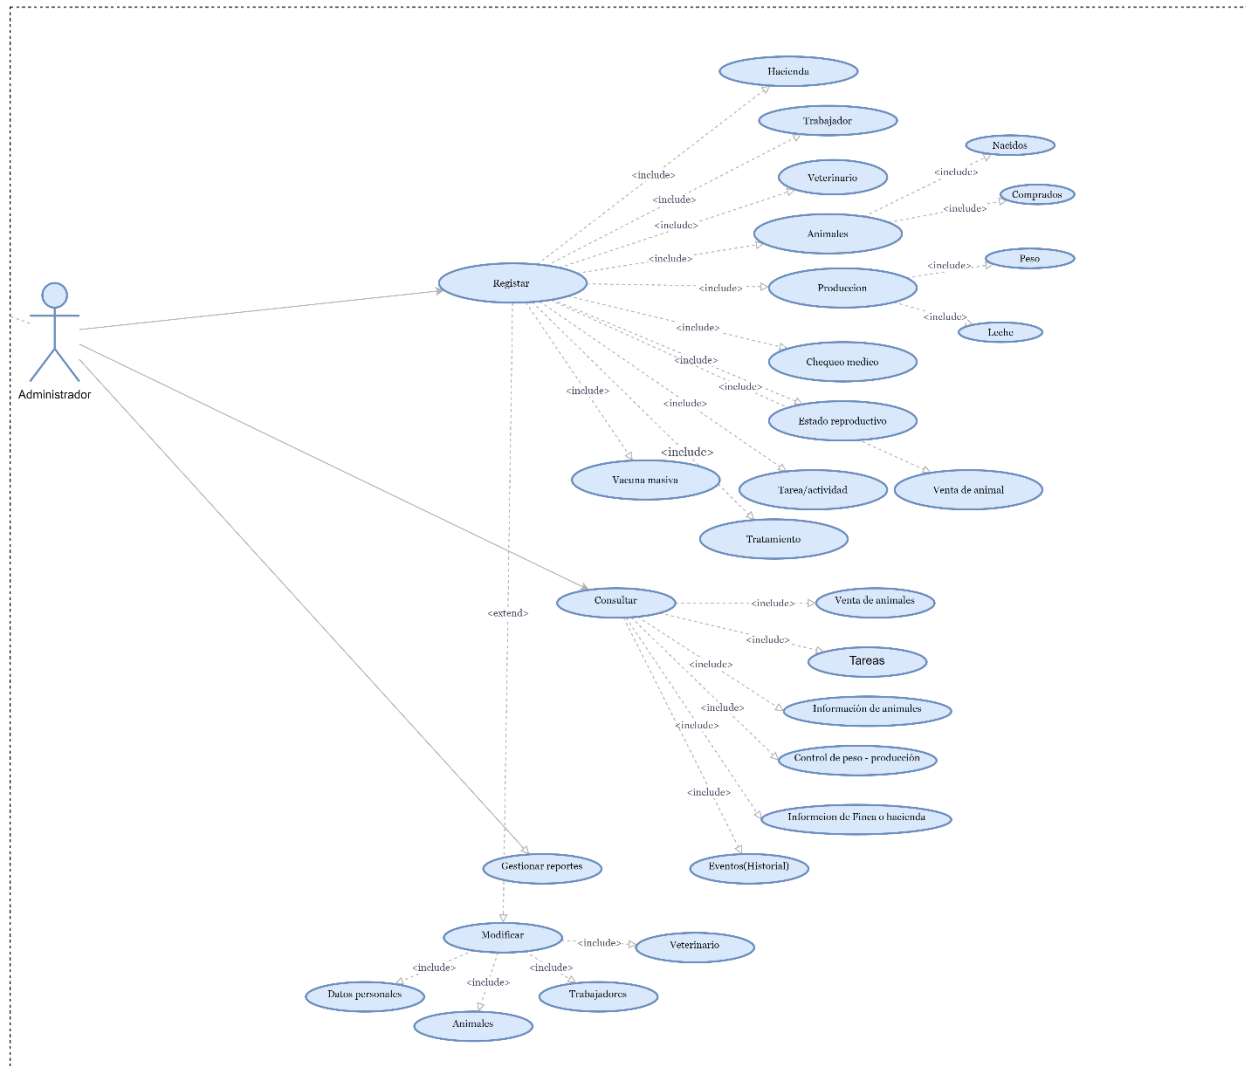 Hacienda
Trabajador
Nacidos
<include>
<include>
Veterinario
<include>
Comprados
<include>
<include>
<include>
Animales
<include>
Peso
<include>
Registar
Produccion
<include>
<include>
Leche
<include>
Chequeo medico
<include>
<include>
<include>
Administrador
<include>
Estado reproductivo
<include>
Vacuna masiva
Tarea/actividad
Venta de animal
Tratamiento
Consultar
<include>
Venta de animales
<extend>
<include>
Tareas
<include>
Información de animales
<include>
<include>
Control de peso - producción
<include>
Informcion de Finca o hacienda
Gestionar reportes
Eventos(Historial)
Modificar
<include>
Veterinario
<include>
<include>
<include>
Datos personales
Trabajadores
Animales